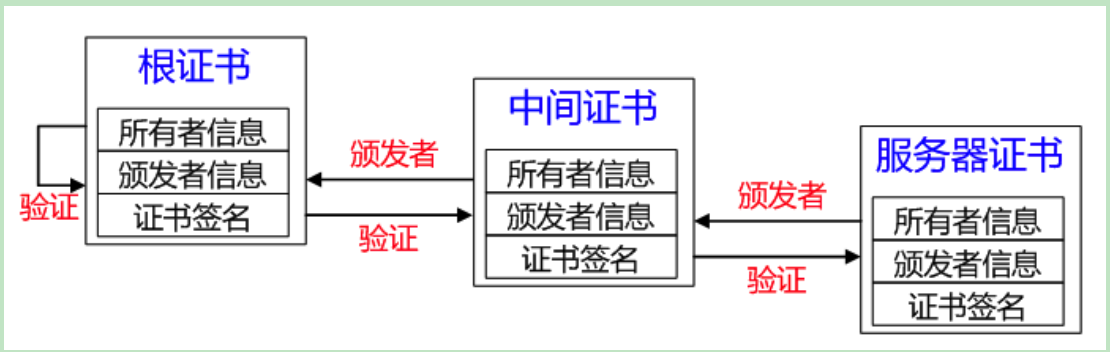 根证书
所有者信息
颁发者信息
证书签名
验证
颁发者
验证
中间证书
所有者信息
颁发者信息
证书签名
颁发者
验证
服务器证书
所有者信息
颁发者信息
证书签名